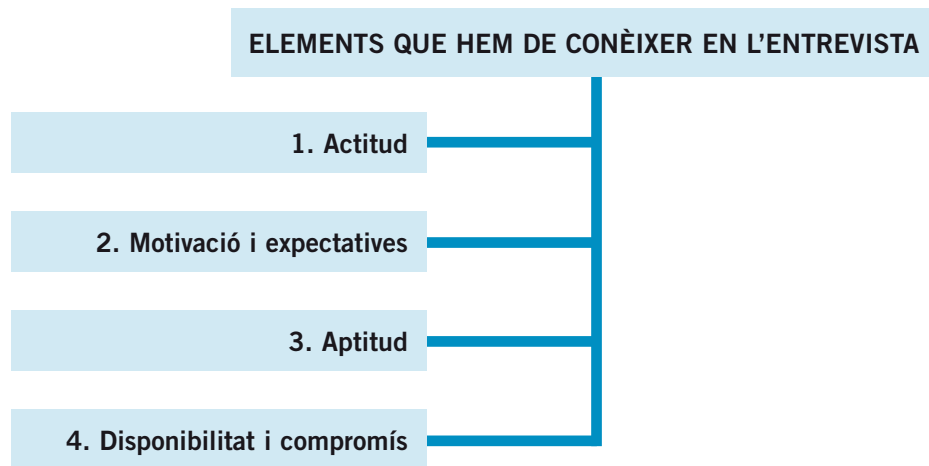 ELEMENTS QUE HEM DE CONÈIXER EN L’ENTREVISTA
1. Actitud
2. Motivació i expectatives
3. Aptitud
4. Disponibilitat i compromís